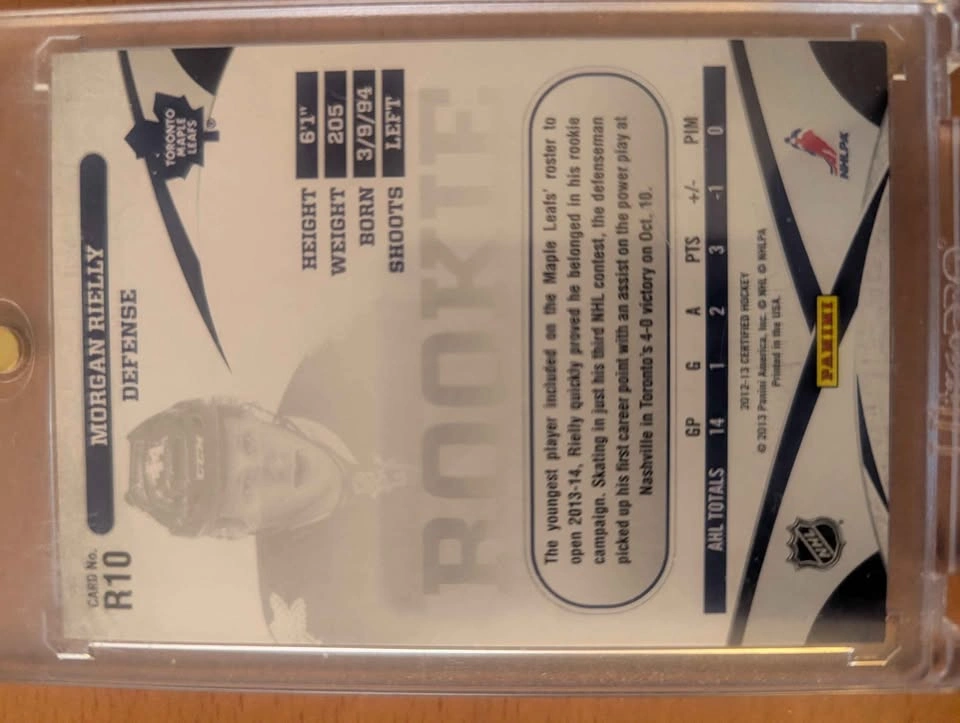 CARD No.
R10
MORGAN RIELLY
DEFENSE
TORONTO
MAPLE
LEAFS
®
CCM
HEIGHT 6'1"
WEIGHT 205
BORN 3/9/94
SHOOTS LEFT
ROOKIE
The youngest player included on the Maple Leafs' roster to
open 2013-14, Rielly quickly proved he belonged in his rookie
campaign. Skating in just his third NHL contest, the defenseman
picked up his first career point with an assist on the power play at
Nashville in Toronto's 4-0 victory on Oct. 10.
GP G A PTS +/- PIM
AHL TOTALS 14 1 2 3 -1 0
2012-13 CERTIFIED HOCKEY
© 2013 Panini America, Inc. © NHL © NHLPA
Printed in the USA.
NHL
PANINI
NHLPA